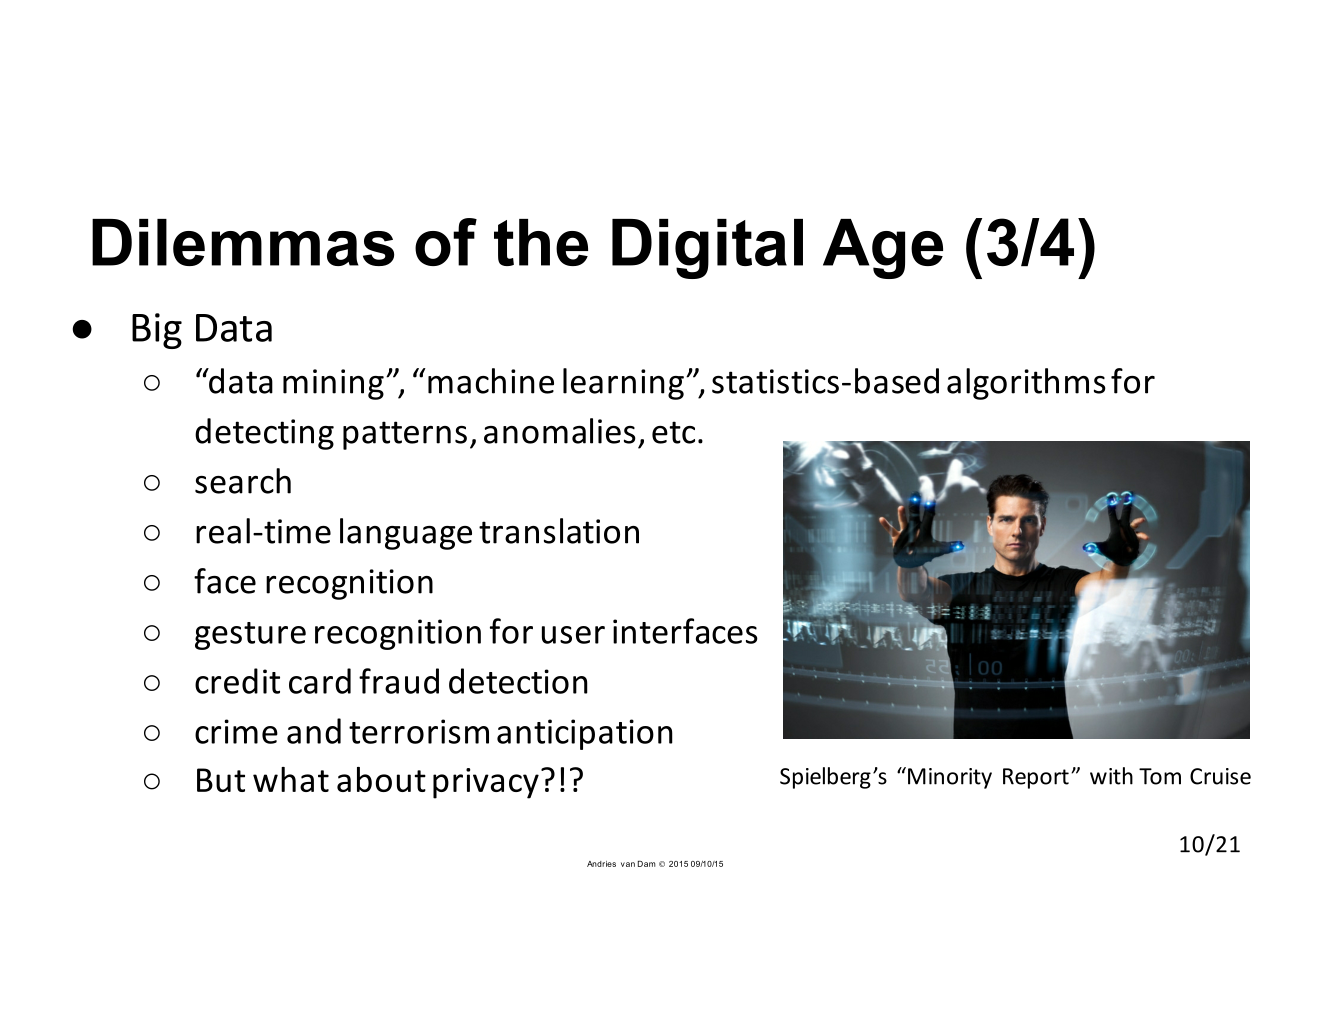 Dilemmas of the Digital Age (3/4)
● Big Data
○ “data mining”, “machine learning”, statistics-based algorithms for
detecting patterns, anomalies, etc.
○ search
○ real-time language translation
○ face recognition
○ gesture recognition for user interfaces
○ credit card fraud detection
○ crime and terrorism anticipation
○ But what about privacy?!?
Spielberg’s “Minority Report” with Tom Cruise
10/21
Andries van Dam © 2015 09/10/15